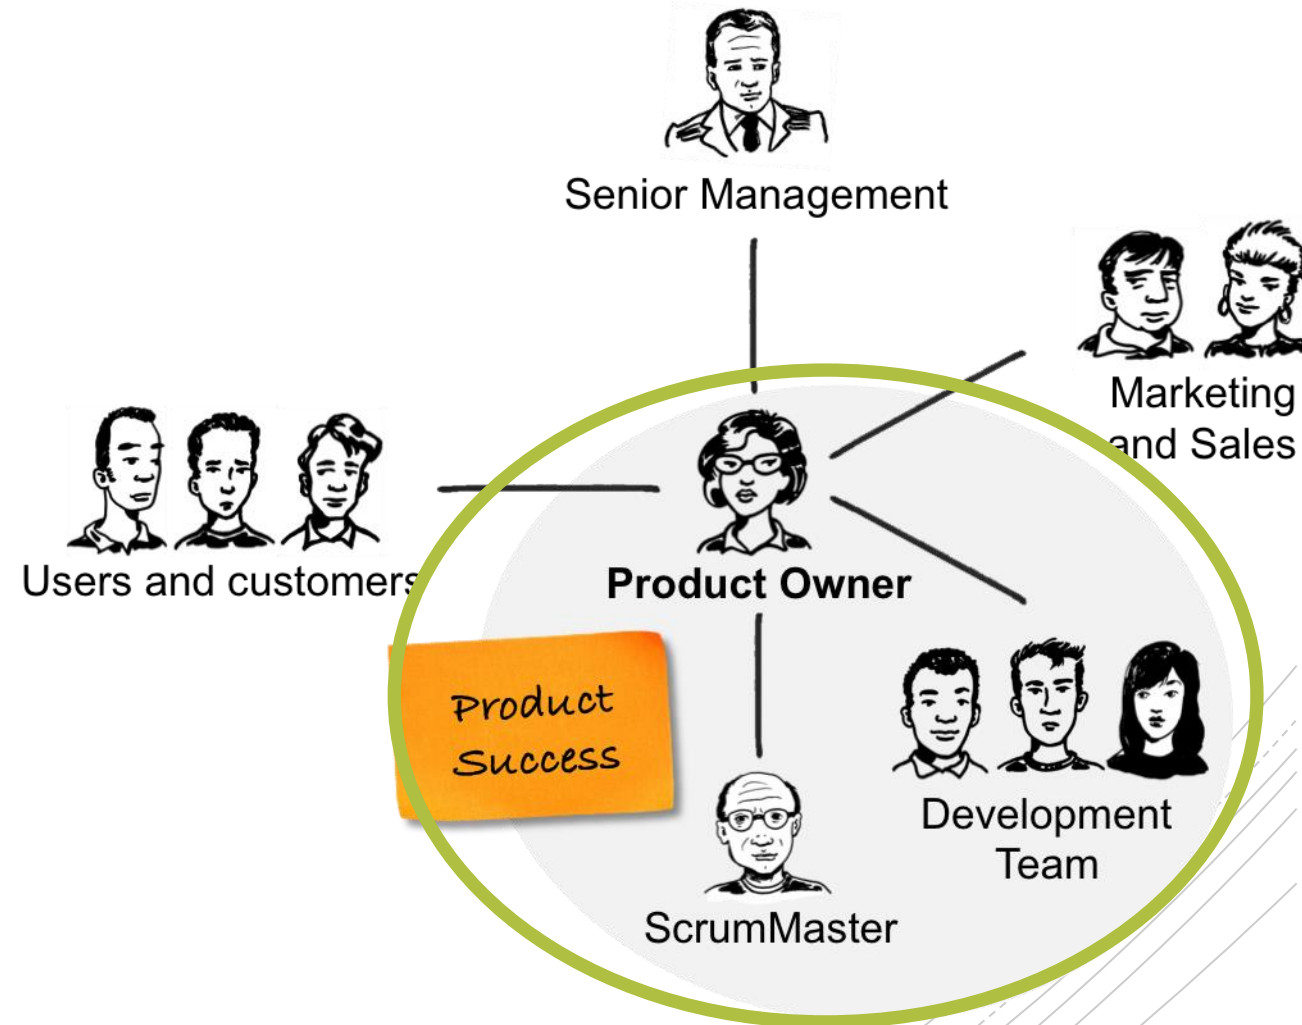 Senior Management
Marketing
and Sales
Users and customers
Product Owner
Product
Success
Development
Team
ScrumMaster